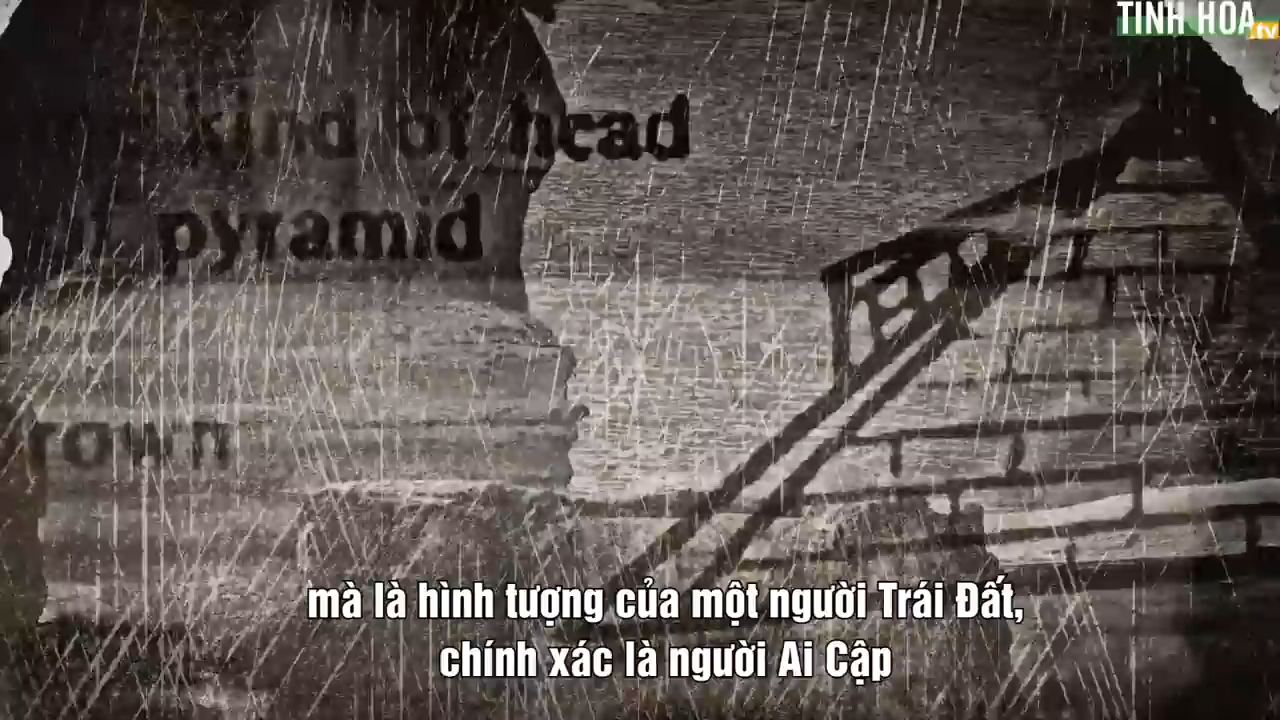 TINH HOA.tv
kind of head
pyramid
rown
mà là hình tượng của một người Trái Đất,
chính xác là người Ai Cập